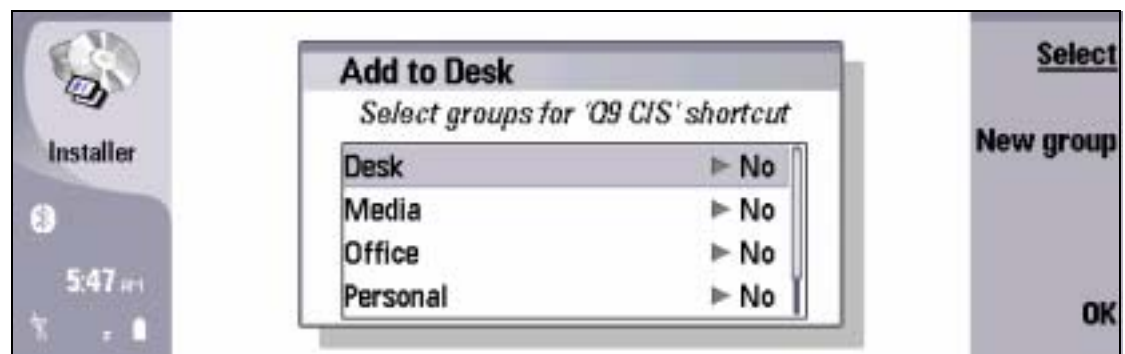 Installer
5:47
Add to Desk
Select groups for 'O9 CIS' shortcut
Desk No
Media No
Office No
Personal No
Select
New group
OK